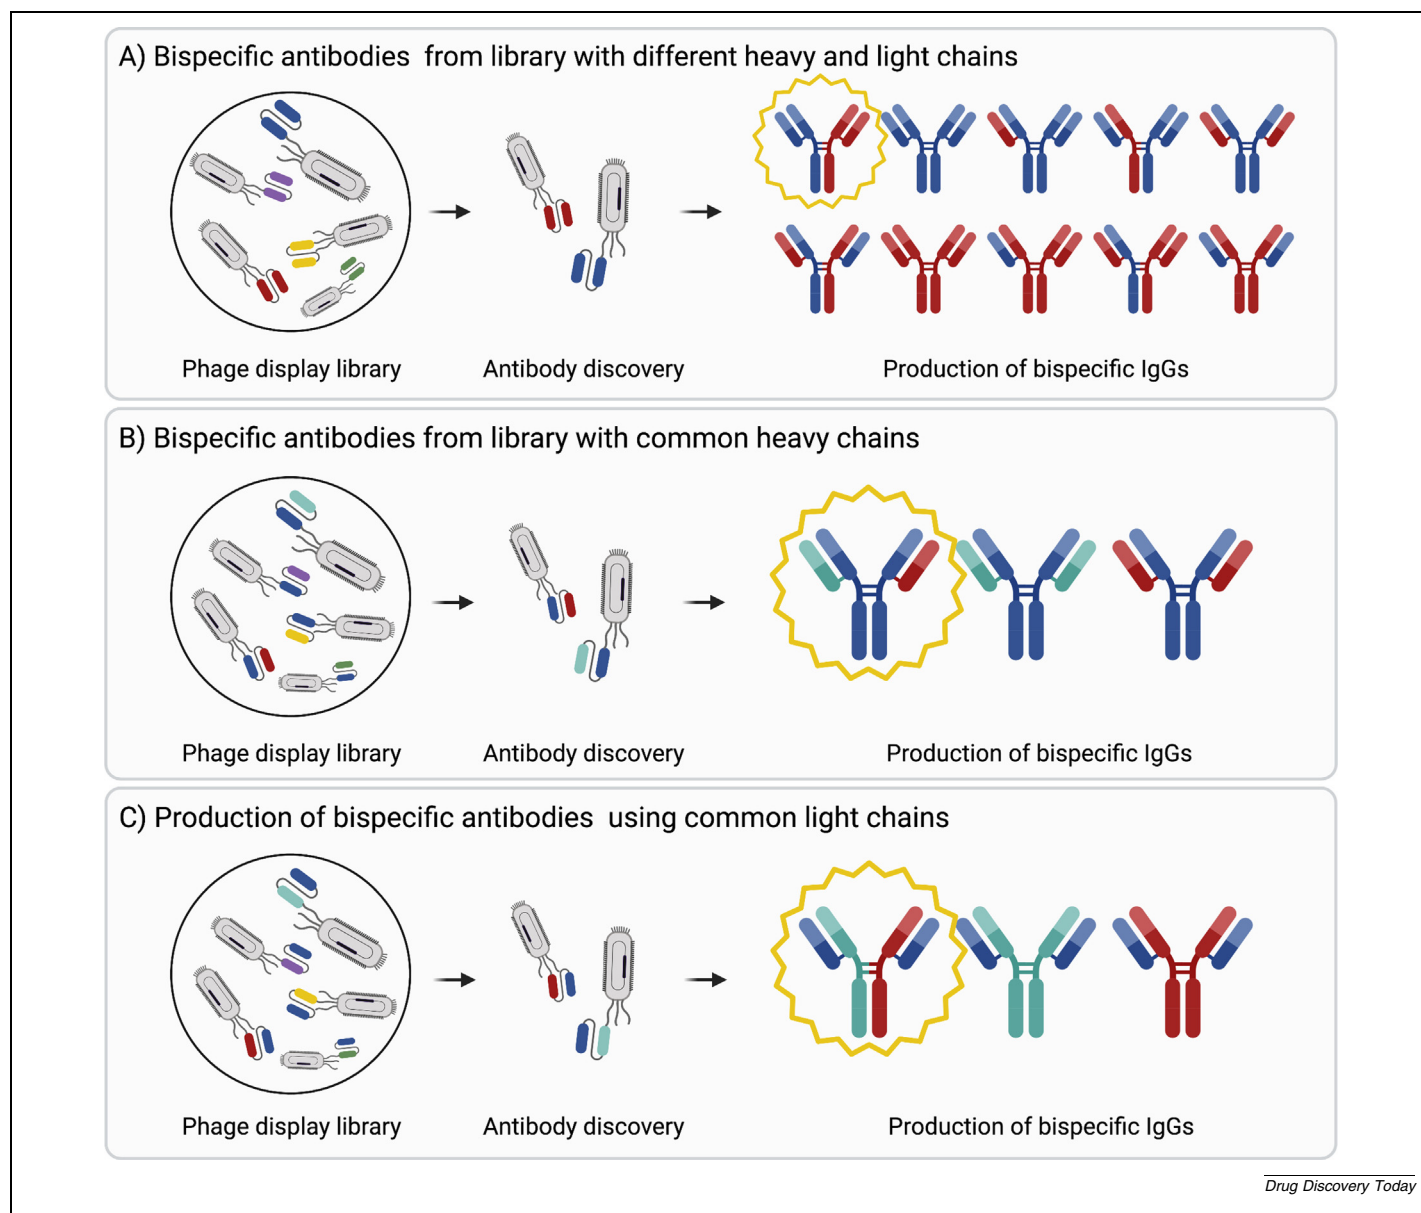 A) Bispecific antibodies from library with different heavy and light chains
Phage display library
Antibody discovery
Production of bispecific IgGs
B) Bispecific antibodies from library with common heavy chains
Phage display library
Antibody discovery
Production of bispecific IgGs
C) Production of bispecific antibodies using common light chains
Phage display library
Antibody discovery
Production of bispecific IgGs
Drug Discovery Today